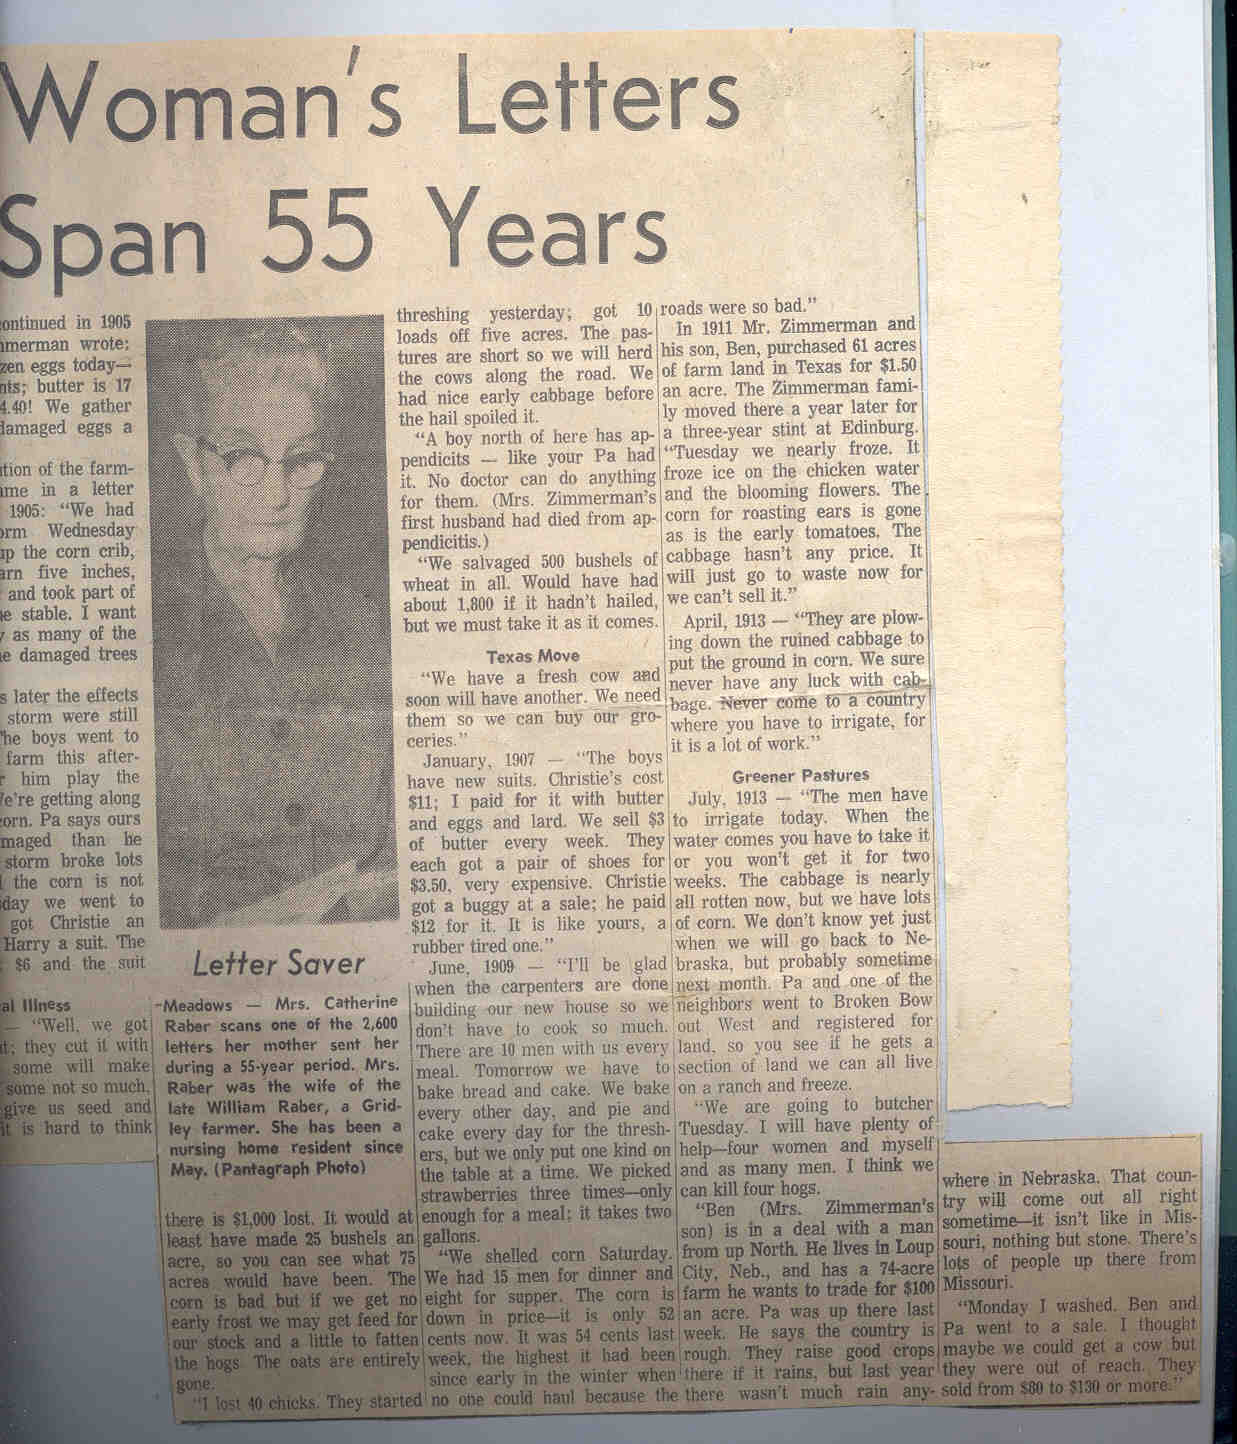 Woman's Letters
Span 55 Years
continued in 1905
wrote:
eggs today—
butter is 17
4.40! We gather
damaged eggs a
of the farm-
in a letter
1905: "We had
Wednesday
the corn crib,
five inches,
and took part of
stable. I want
as many of the
damaged trees
later the effects
storm were still
boys went to
farm this after-
him play the
We're getting along
corn. Pa says ours
than he
storm broke lots
the corn is not
we went to
got Christie an
Harry a suit. The
$6 and the suit
Illness
— "Well, we got
they cut it with
some will make
some not so much,
give us seed and
it is hard to think
Letter Saver
Meadows — Mrs. Catherine
Raber scans one of the 2,600
letters her mother sent her
during a 55-year period. Mrs.
Raber was the wife of the
late William Raber, a Grid-
ley farmer. She has been a
nursing home resident since
May. (Pantagraph Photo)
there is $1,000 lost. It would at
least have made 25 bushels an
acre, so you can see what 75
acres would have been. The
corn is bad but if we get no
early frost we may get feed for
our stock and a little to fatten
the hogs. The oats are entirely
gone.
"I lost 40 chicks. They started
threshing yesterday; got 10
loads off five acres. The pas-
tures are short so we will herd
the cows along the road. We
had nice early cabbage before
the hail spoiled it.
"A boy north of here has ap-
pendicits — like your Pa had
it. No doctor can do anything
for them. (Mrs. Zimmerman's
first husband had died from ap-
pendicitis.)
"We salvaged 500 bushels of
wheat in all. Would have had
about 1,800 if it hadn't hailed,
but we must take it as it comes.
Texas Move
"We have a fresh cow and
soon will have another. We need
them so we can buy our gro-
ceries."
January, 1907 — "The boys
have new suits. Christie's cost
$11; I paid for it with butter
and eggs and lard. We sell $3
of butter every week. They
each got a pair of shoes for
$3.50, very expensive. Christie
got a buggy at a sale; he paid
$12 for it. It is like yours, a
rubber tired one."
June, 1909 — "I'll be glad
when the carpenters are done
building our new house so we
don't have to cook so much.
There are 10 men with us every
meal. Tomorrow we have to
bake bread and cake. We bake
every other day, and pie and
cake every day for the thresh-
ers, but we only put one kind on
the table at a time. We picked
strawberries three times—only
enough for a meal; it takes two
gallons.
"We shelled corn Saturday.
We had 15 men for dinner and
eight for supper. The corn is
down in price—it is only 52
cents now. It was 54 cents last
week, the highest it had been
since early in the winter when
no one could haul because the
roads were so bad."
In 1911 Mr. Zimmerman and
his son, Ben, purchased 61 acres
of farm land in Texas for $1.50
an acre. The Zimmerman fami-
ly moved there a year later for
a three-year stint at Edinburg.
"Tuesday we nearly froze. It
froze ice on the chicken water
and the blooming flowers. The
corn for roasting ears is gone
as is the early tomatoes. The
cabbage hasn't any price. It
will just go to waste now for
we can't sell it."
April, 1913 — "They are plow-
ing down the ruined cabbage to
put the ground in corn. We sure
never have any luck with cab-
bage. Never come to a country
where you have to irrigate, for
it is a lot of work."
Greener Pastures
July, 1913 — "The men have
to irrigate today. When the
water comes you have to take it
or you won't get it for two
weeks. The cabbage is nearly
all rotten now, but we have lots
of corn. We don't know yet just
when we will go back to Ne-
braska, but probably sometime
next month. Pa and one of the
neighbors went to Broken Bow
out West and registered for
land, so you see if he gets a
section of land we can all live
on a ranch and freeze.
"We are going to butcher
Tuesday. I will have plenty of
help—four women and myself
and as many men. I think we
can kill four hogs.
"Ben (Mrs. Zimmerman's
son) is in a deal with a man
from up North. He lives in Loup
City, Neb., and has a 74-acre
farm he wants to trade for $100
an acre. Pa was up there last
week. He says the country is
rough. They raise good crops
there if it rains, but last year
there wasn't much rain any-
where in Nebraska. That coun-
try will come out all right
sometime—it isn't like in Mis-
souri, nothing but stone. There's
lots of people up there from
Missouri.
"Monday I washed. Ben and
Pa went to a sale. I thought
maybe we could get a cow but
they were out of reach. They
sold from $80 to $130 or more."